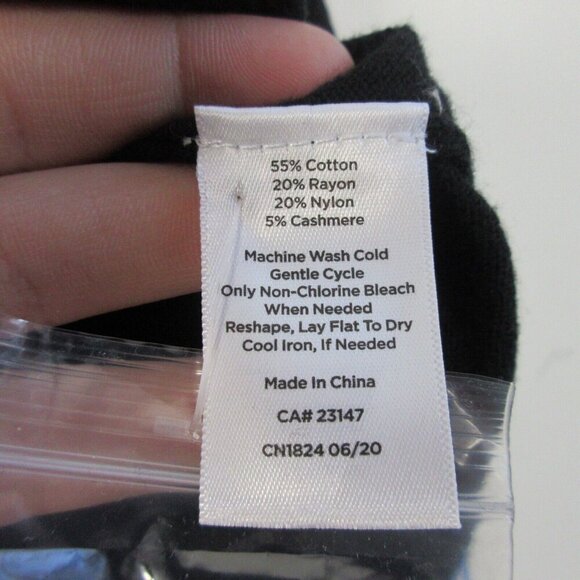 55% Cotton
20% Rayon
20% Nylon
5% Cashmere
Machine Wash Cold
Gentle Cycle
Only Non-Chlorine Bleach
When Needed
Reshape, Lay Flat To Dry
Cool Iron, If Needed
Made In China
CA# 23147
CN1824 06/20